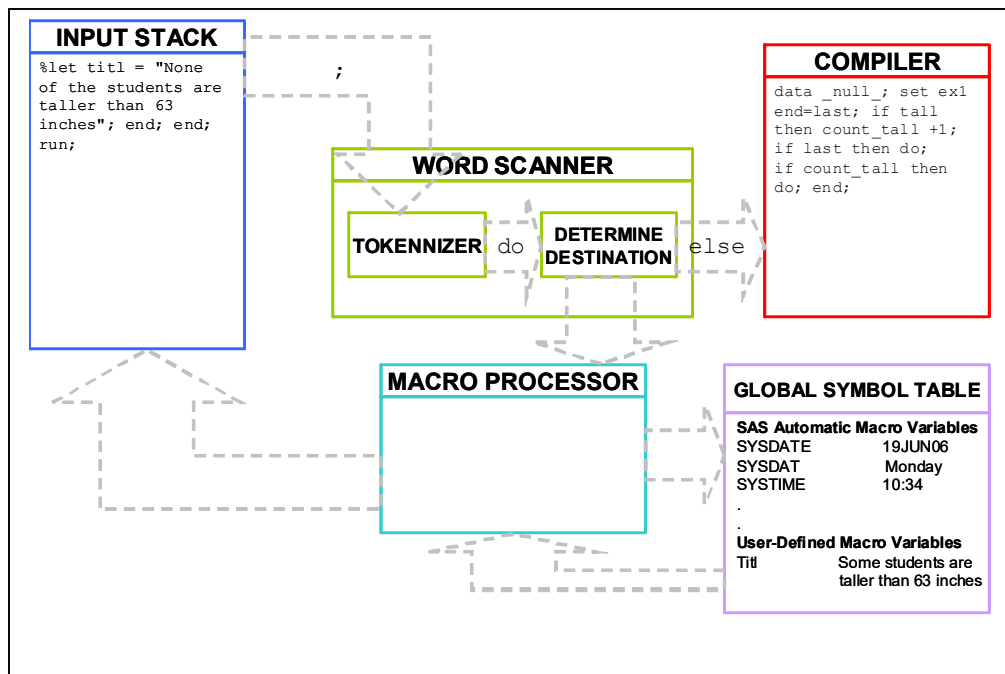 INPUT STACK
%let titl = "None
of the students are
taller than 63
inches"; end; end;
run;
;
WORD SCANNER
TOKENNIZER
do
DETERMINE
DESTINATION
else
COMPILER
data _null_; set ex1
end=last; if tall
then count_tall +1;
if last then do;
if count_tall then
do; end;
MACRO PROCESSOR
GLOBAL SYMBOL TABLE
SAS Automatic Macro Variables
SYSDATE 19JUN06
SYSDAT Monday
SYSTIME 10:34
.
.
User-Defined Macro Variables
Titl Some students are
taller than 63 inches